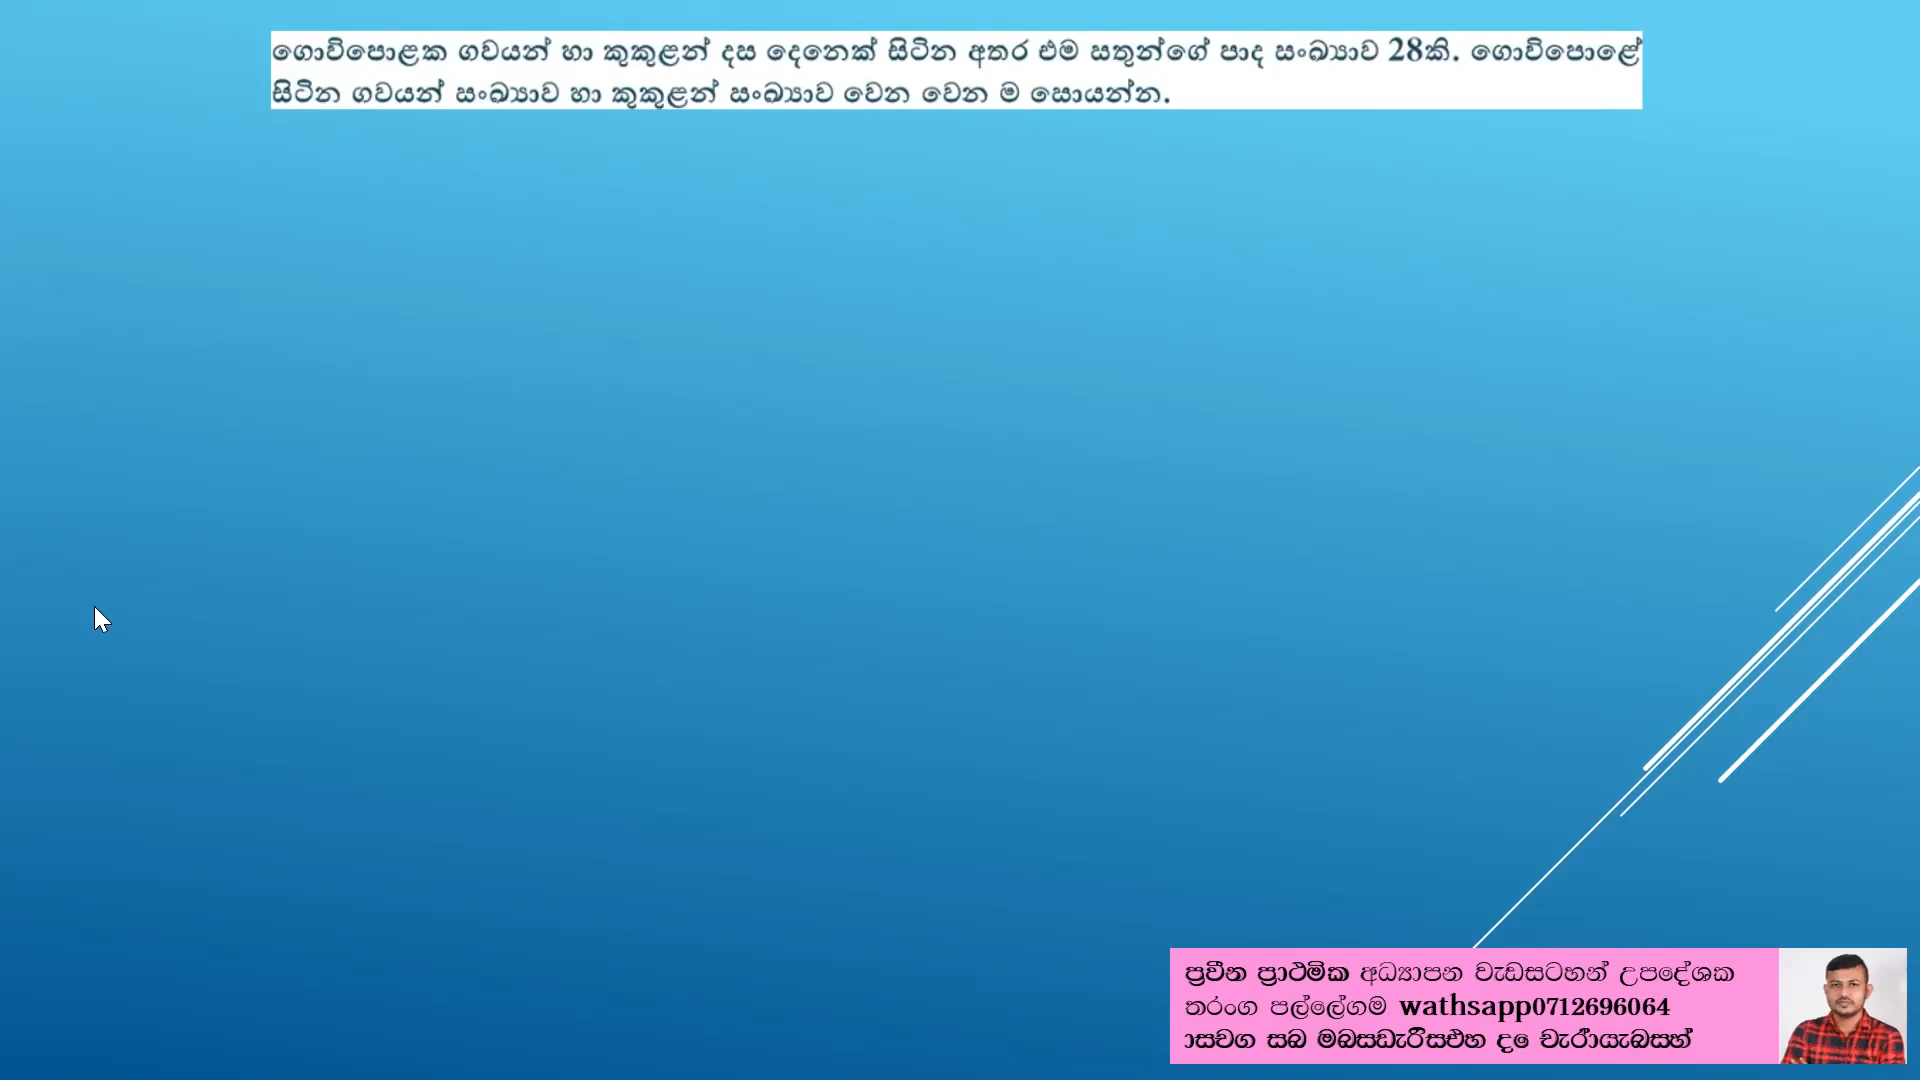 ගොවිපොළක ගවයන් හා කුකුළන් දස දෙනෙක් සිටින අතර එම සතුන්ගේ පාද සංඛ්‍යාව 28කි. ගොවිපොළේ
සිටින ගවයන් සංඛ්‍යාව හා කුකුළන් සංඛ්‍යාව වෙන වෙන ම සොයන්න.
ප්‍රවීන ප්‍රාථමික අධ්‍යාපන වැඩසටහන් උපදේශක
තරංග පල්ලේගම wathsapp0712696064